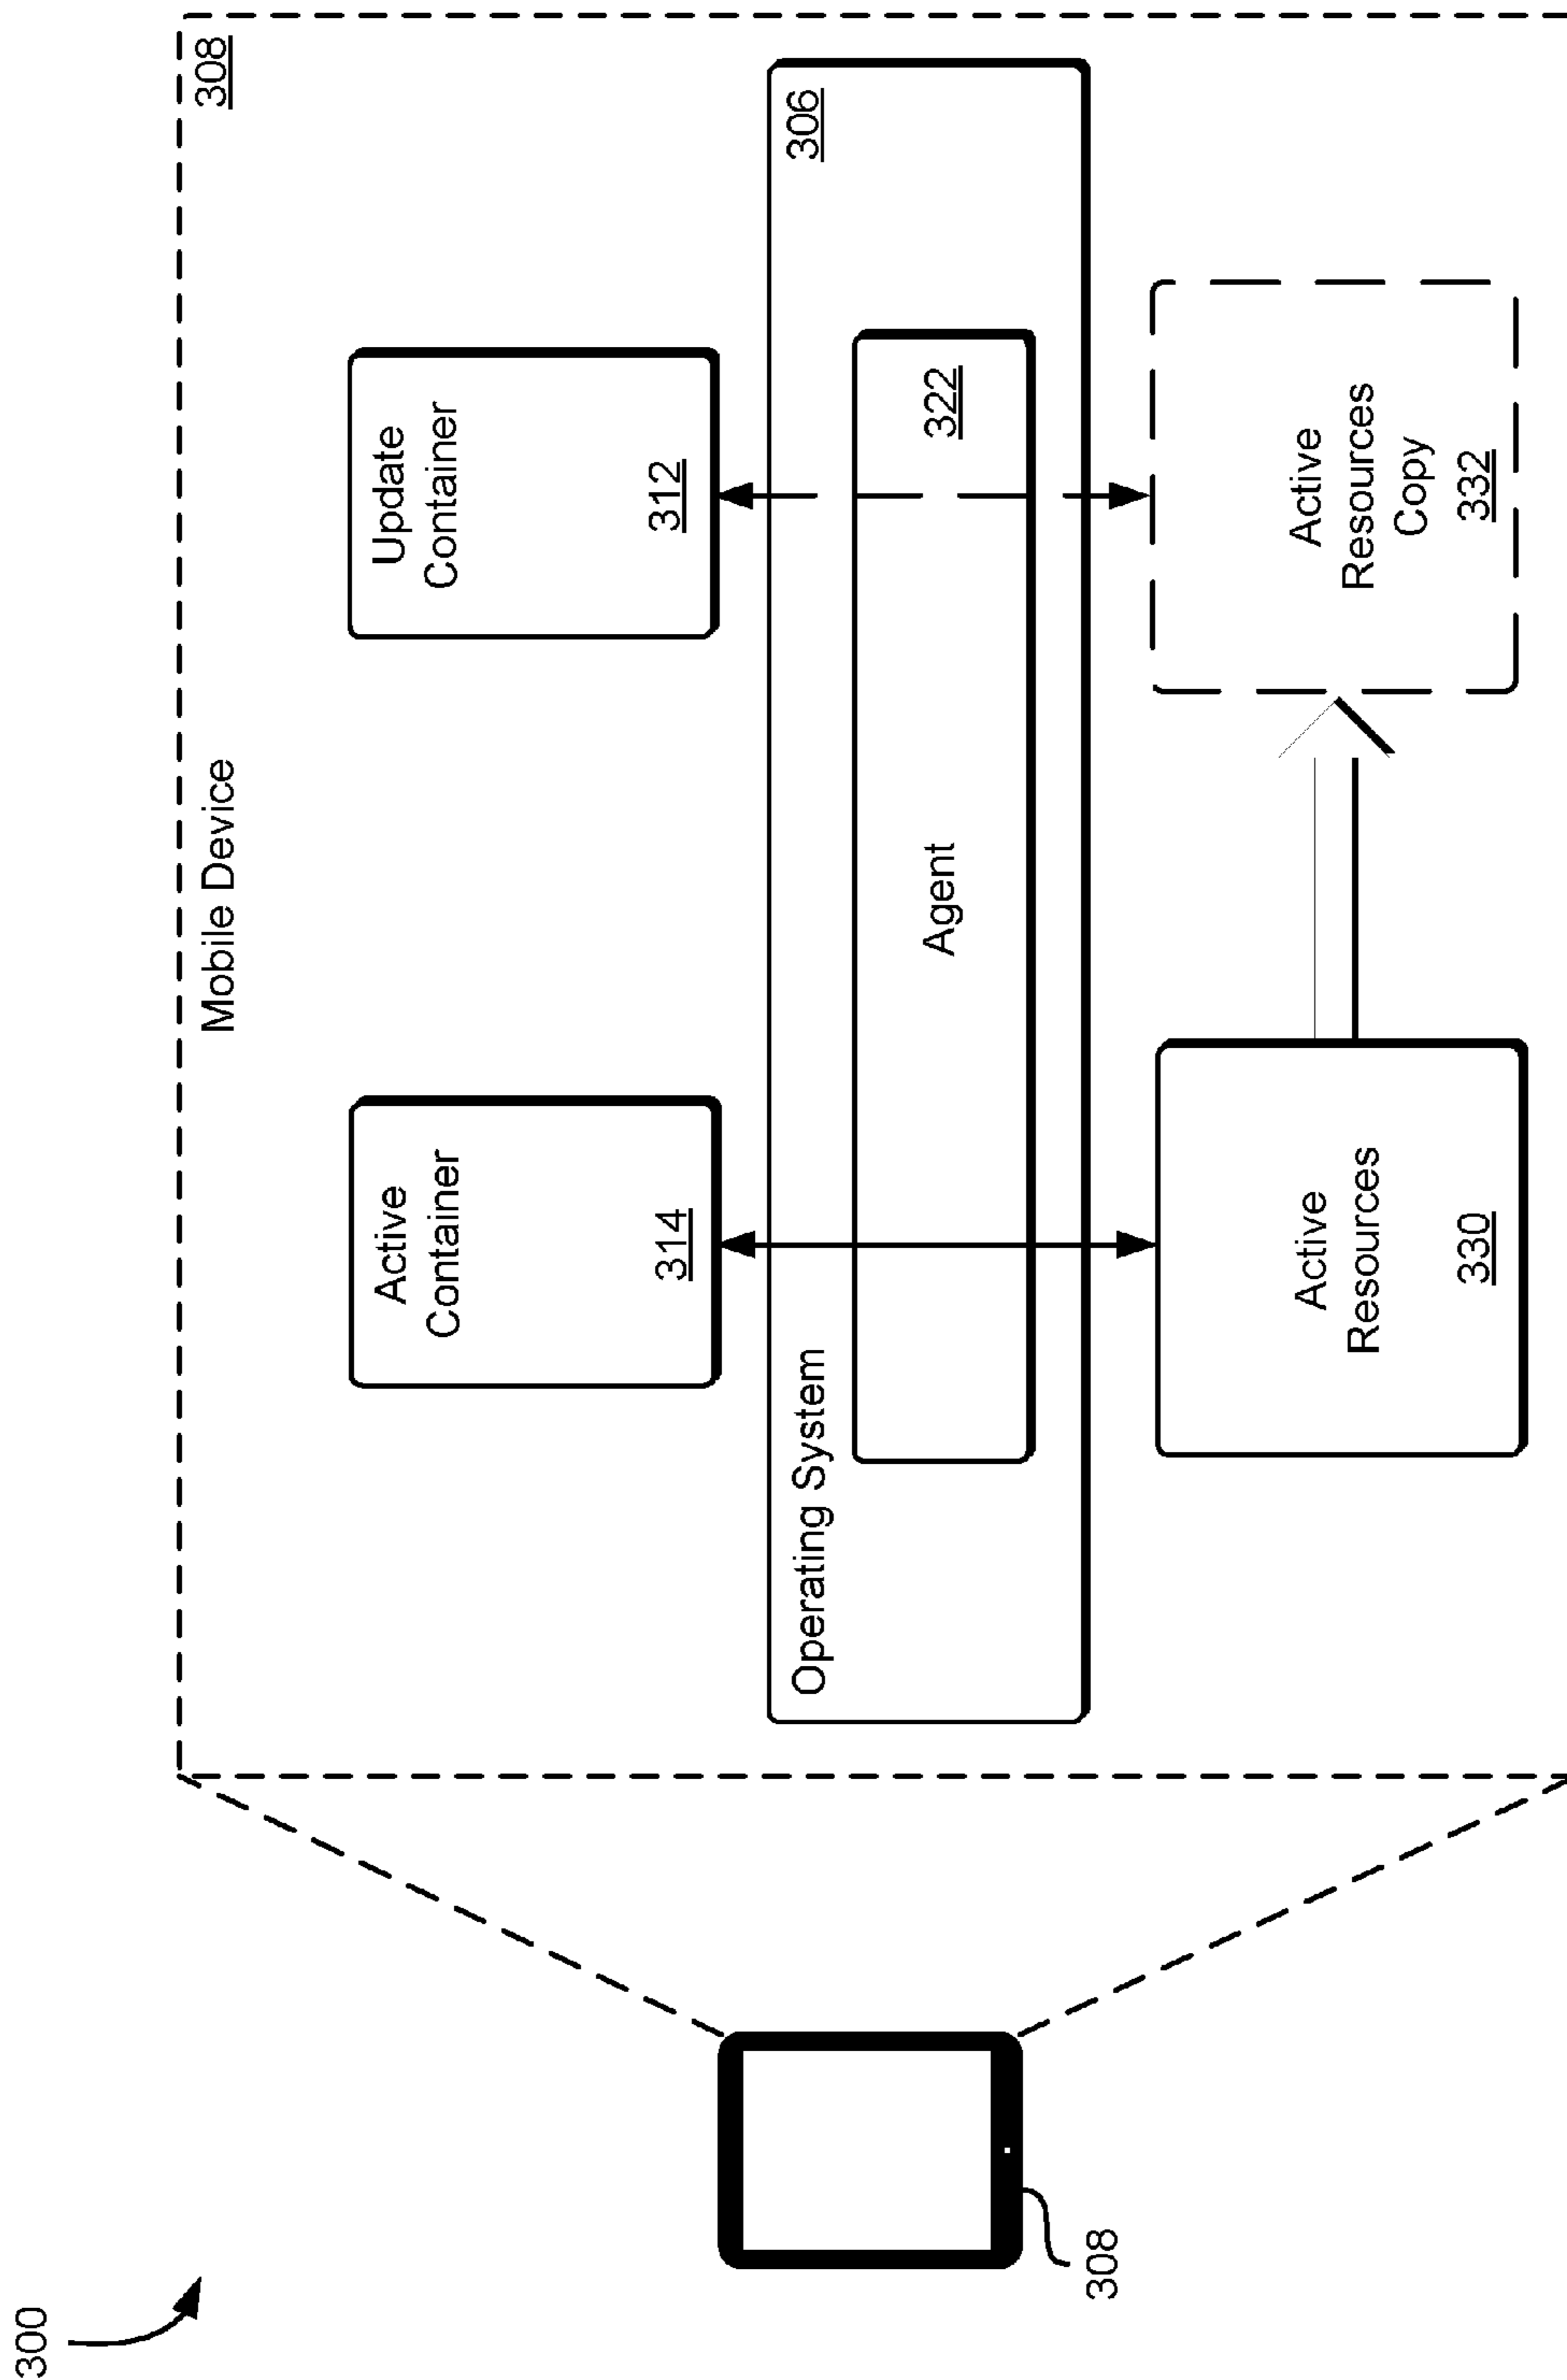 300
308
Mobile Device
308
Active
Container
314
Update
Container
312
Operating System
306
Agent
322
Active
Resources
330
Active
Resources
Copy
332